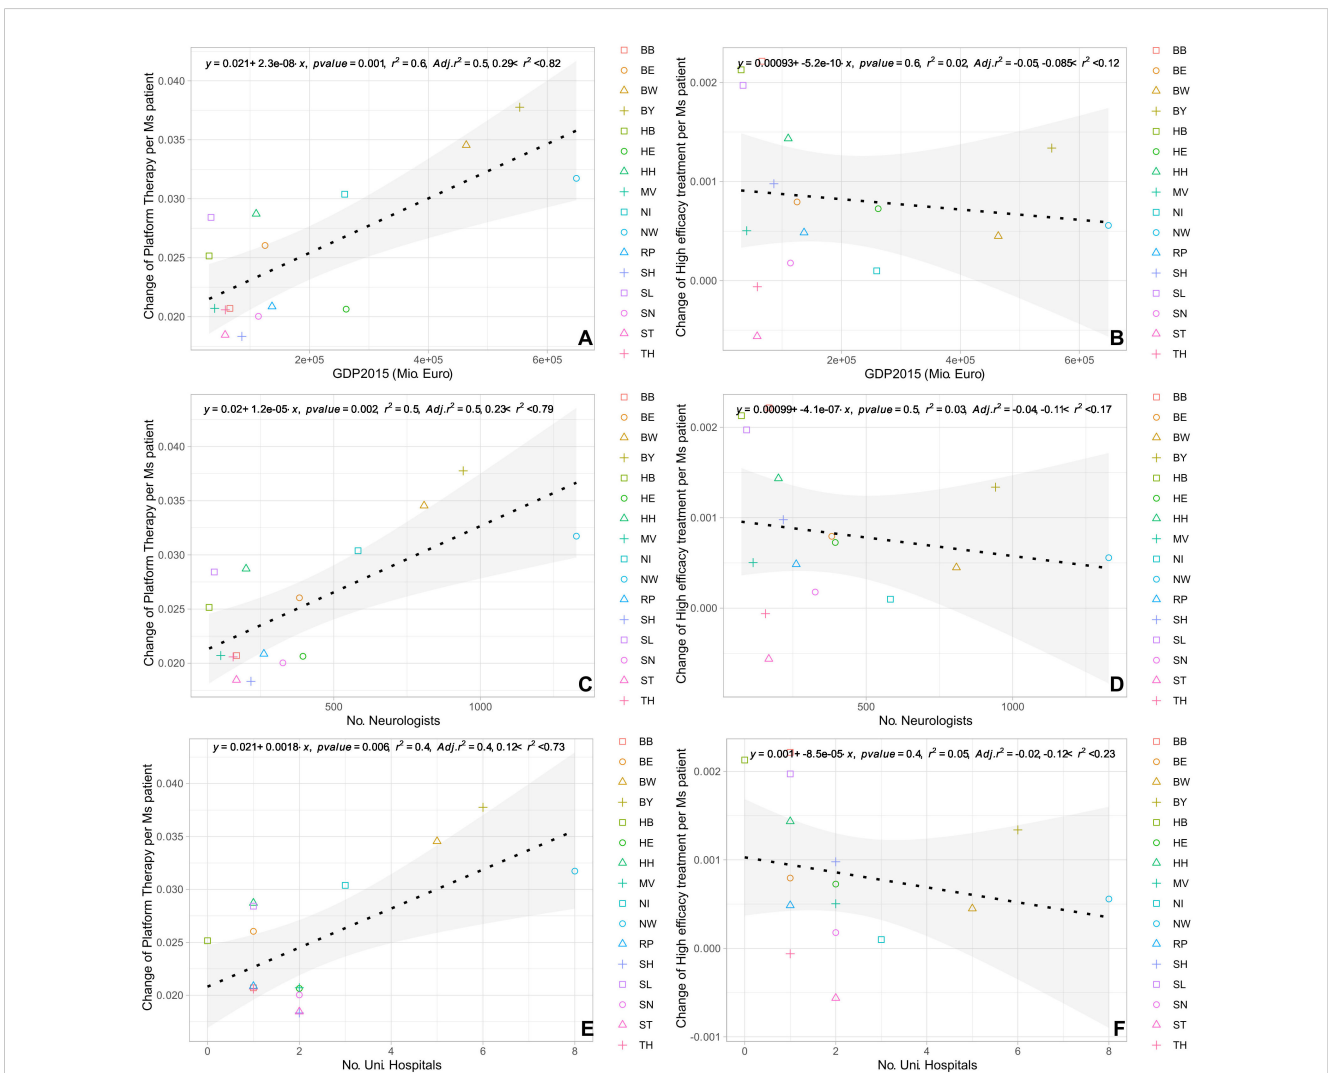 y = 0.021+ 2.3e-08· x, pvalue = 0.001, r² = 0.6, Adj.r² = 0.5, 0.29< r² <0.82
Change of Platform Therapy per Ms patient
0.040
0.035
0.030
0.025
0.020
A
2e+05 4e+05 6e+05
GDP2015 (Mio. Euro)
BB
BE
BW
BY
HB
HE
HH
MV
NI
NW
RP
SH
SL
SN
ST
TH
y = 0.00093+ -5.2e-10· x, pvalue = 0.6, r² = 0.02, Adj.r² = -0.05, -0.085< r² <0.12
Change of High efficacy treatment per Ms patient
0.002
0.001
0.000
B
2e+05 4e+05 6e+05
GDP2015 (Mio. Euro)
BB
BE
BW
BY
HB
HE
HH
MV
NI
NW
RP
SH
SL
SN
ST
TH
y = 0.02+ 1.2e-05· x, pvalue = 0.002, r² = 0.5, Adj.r² = 0.5, 0.23< r² <0.79
Change of Platform Therapy per Ms patient
0.040
0.035
0.030
0.025
0.020
C
500 1000
No. Neurologists
BB
BE
BW
BY
HB
HE
HH
MV
NI
NW
RP
SH
SL
SN
ST
TH
y = 0.00099+ -4.1e-07· x, pvalue = 0.5, r² = 0.03, Adj.r² = -0.04, -0.11< r² <0.17
Change of High efficacy treatment per Ms patient
0.002
0.001
0.000
D
500 1000
No. Neurologists
BB
BE
BW
BY
HB
HE
HH
MV
NI
NW
RP
SH
SL
SN
ST
TH
y = 0.021+ 0.0018· x, pvalue = 0.006, r² = 0.4, Adj.r² = 0.4, 0.12< r² <0.73
Change of Platform Therapy per Ms patient
0.040
0.035
0.030
0.025
0.020
E
0 2 4 6 8
No. Uni. Hospitals
BB
BE
BW
BY
HB
HE
HH
MV
NI
NW
RP
SH
SL
SN
ST
TH
y = 0.001+ -8.5e-05· x, pvalue = 0.4, r² = 0.05, Adj.r² = -0.02, -0.12< r² <0.23
Change of High efficacy treatment per Ms patient
0.002
0.001
0.000
-0.001
F
0 2 4 6 8
No. Uni. Hospitals
BB
BE
BW
BY
HB
HE
HH
MV
NI
NW
RP
SH
SL
SN
ST
TH